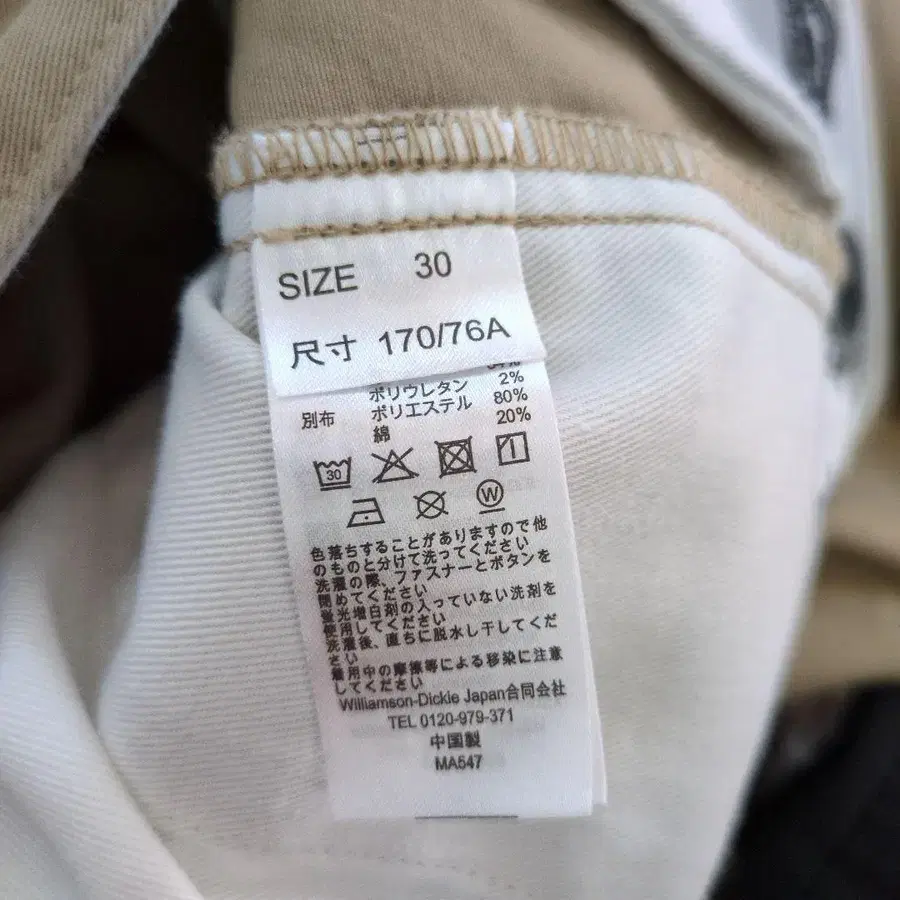 SIZE 30
尺寸 170/76A
ポリウレタン 2%
別布 ポリエステル 80%
綿 20%
30
W
色落ちすることがありますので他
のものと分けて洗ってください
洗濯の際、ファスナーとボタンを
閉めてください
蛍光増白剤の入っていない洗剤を
使用してください
洗濯後、直ちに脱水し干してくだ
さい
着用中の摩擦等による移染に注意
してください
Williamson-Dickie Japan合同会社
TEL 0120-979-371
中国製
MA547